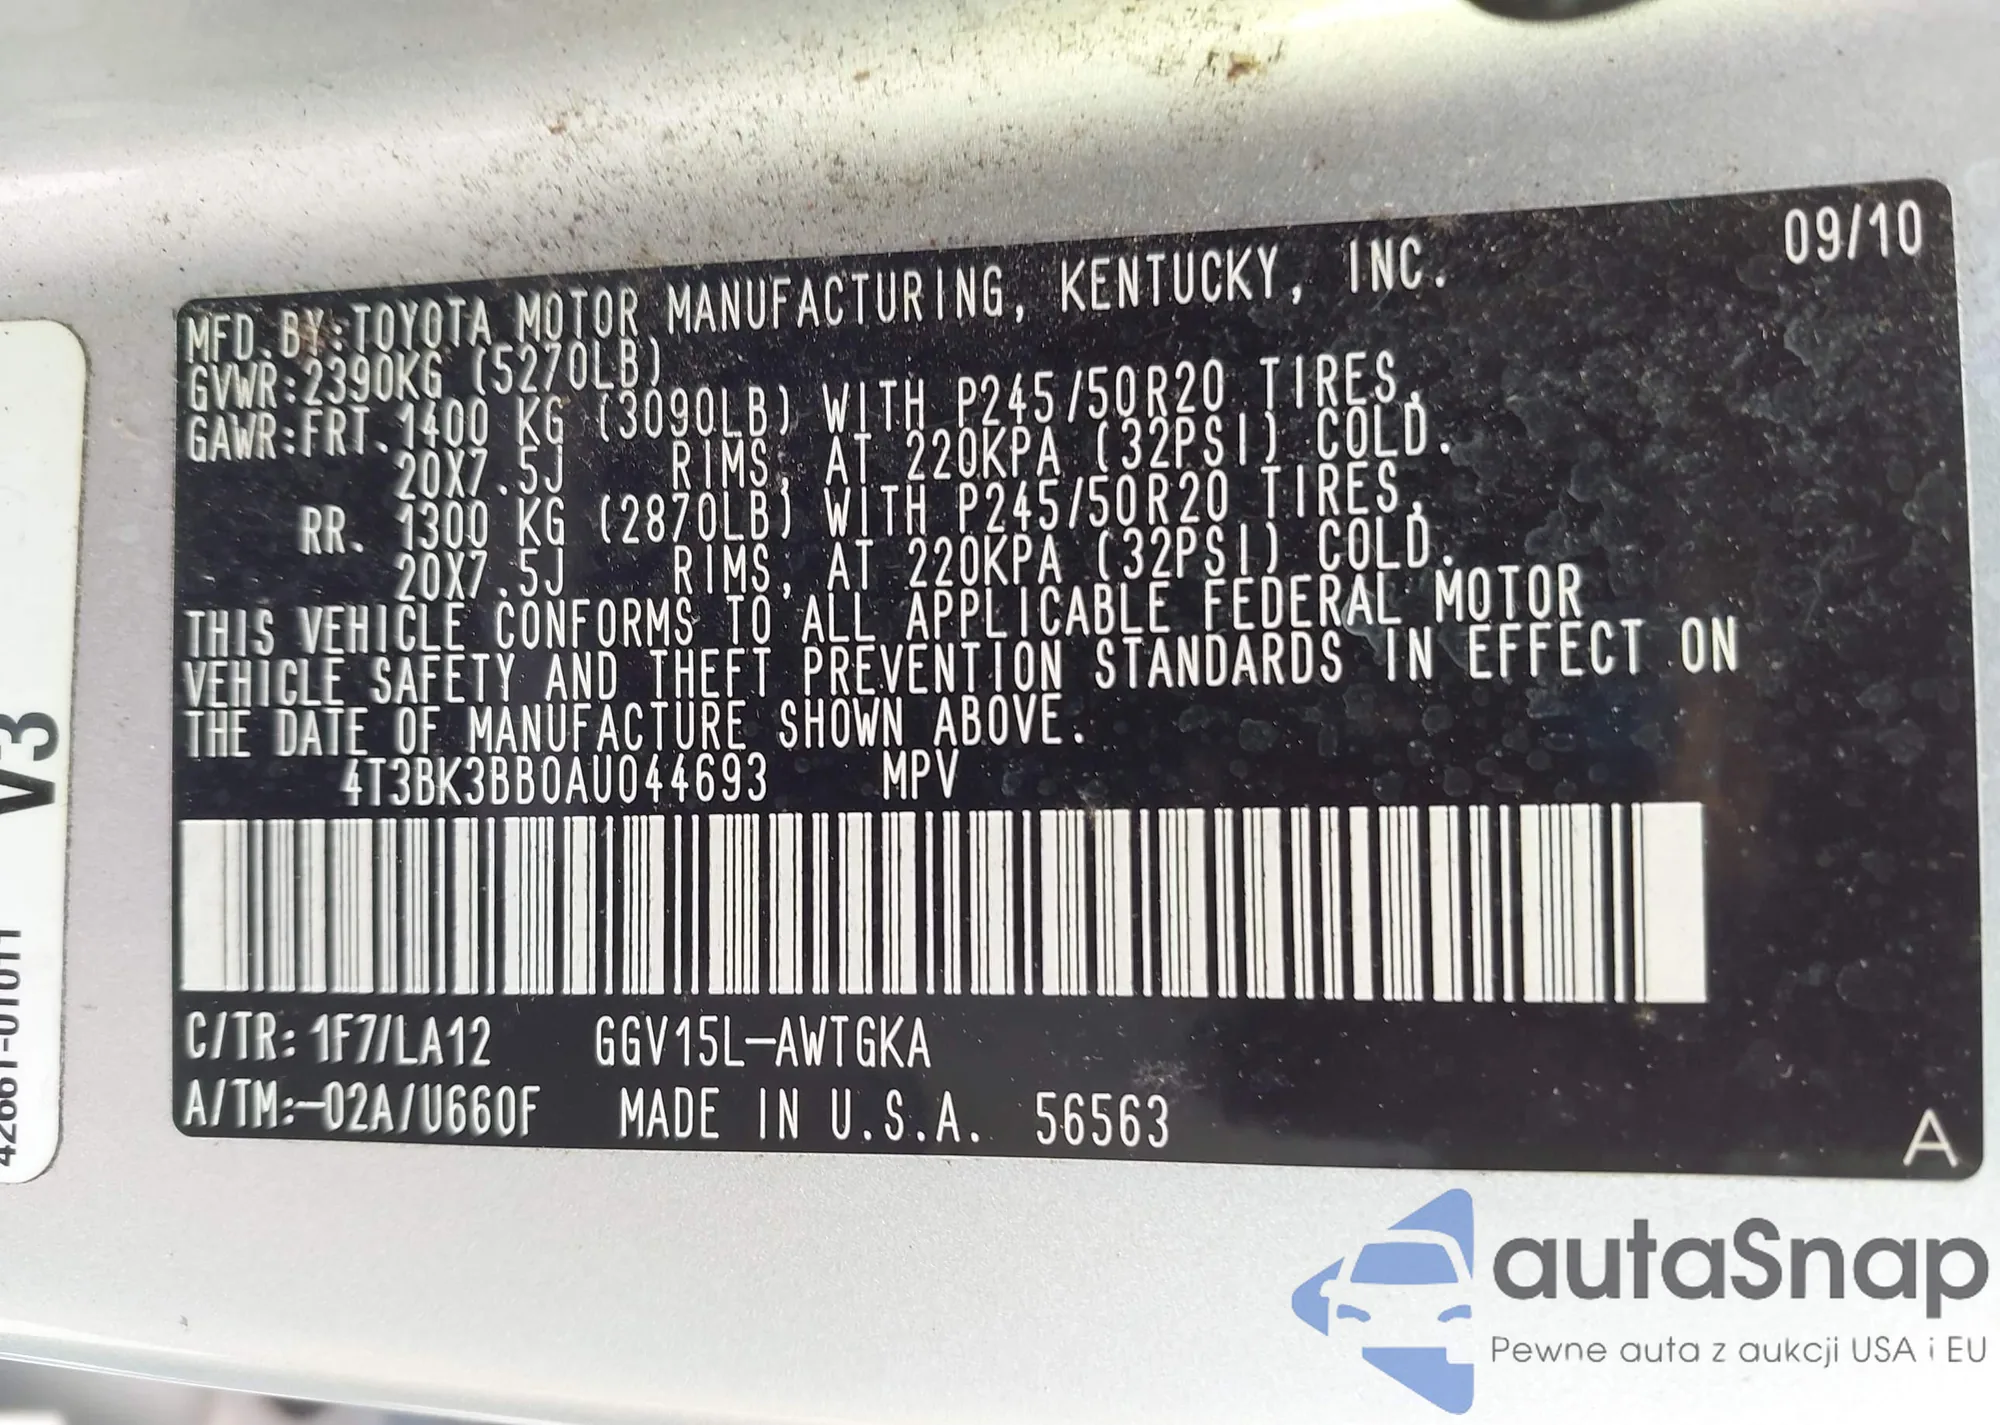 09/10
MFD.BY:TOYOTA MOTOR MANUFACTURING, KENTUCKY, INC.
GVWR:2390KG (5270LB)
GAWR:FRT.1400 KG (3090LB) WITH P245/50R20 TIRES,
20X7.5J RIMS, AT 220KPA (32PSI) COLD.
RR. 1300 KG (2870LB) WITH P245/50R20 TIRES,
20X7.5J RIMS, AT 220KPA (32PSI) COLD.
THIS VEHICLE CONFORMS TO ALL APPLICABLE FEDERAL MOTOR
VEHICLE SAFETY AND THEFT PREVENTION STANDARDS IN EFFECT ON
THE DATE OF MANUFACTURE SHOWN ABOVE.
4T3BK3BB0AU044693 MPV
C/TR: 1F7/LA12 GGV15L-AWTGKA
A/TM:-02A/U660F MADE IN U.S.A. 56563
A
V3
42661-01011
autaSnap
Pewne auta z aukcji USA i EU